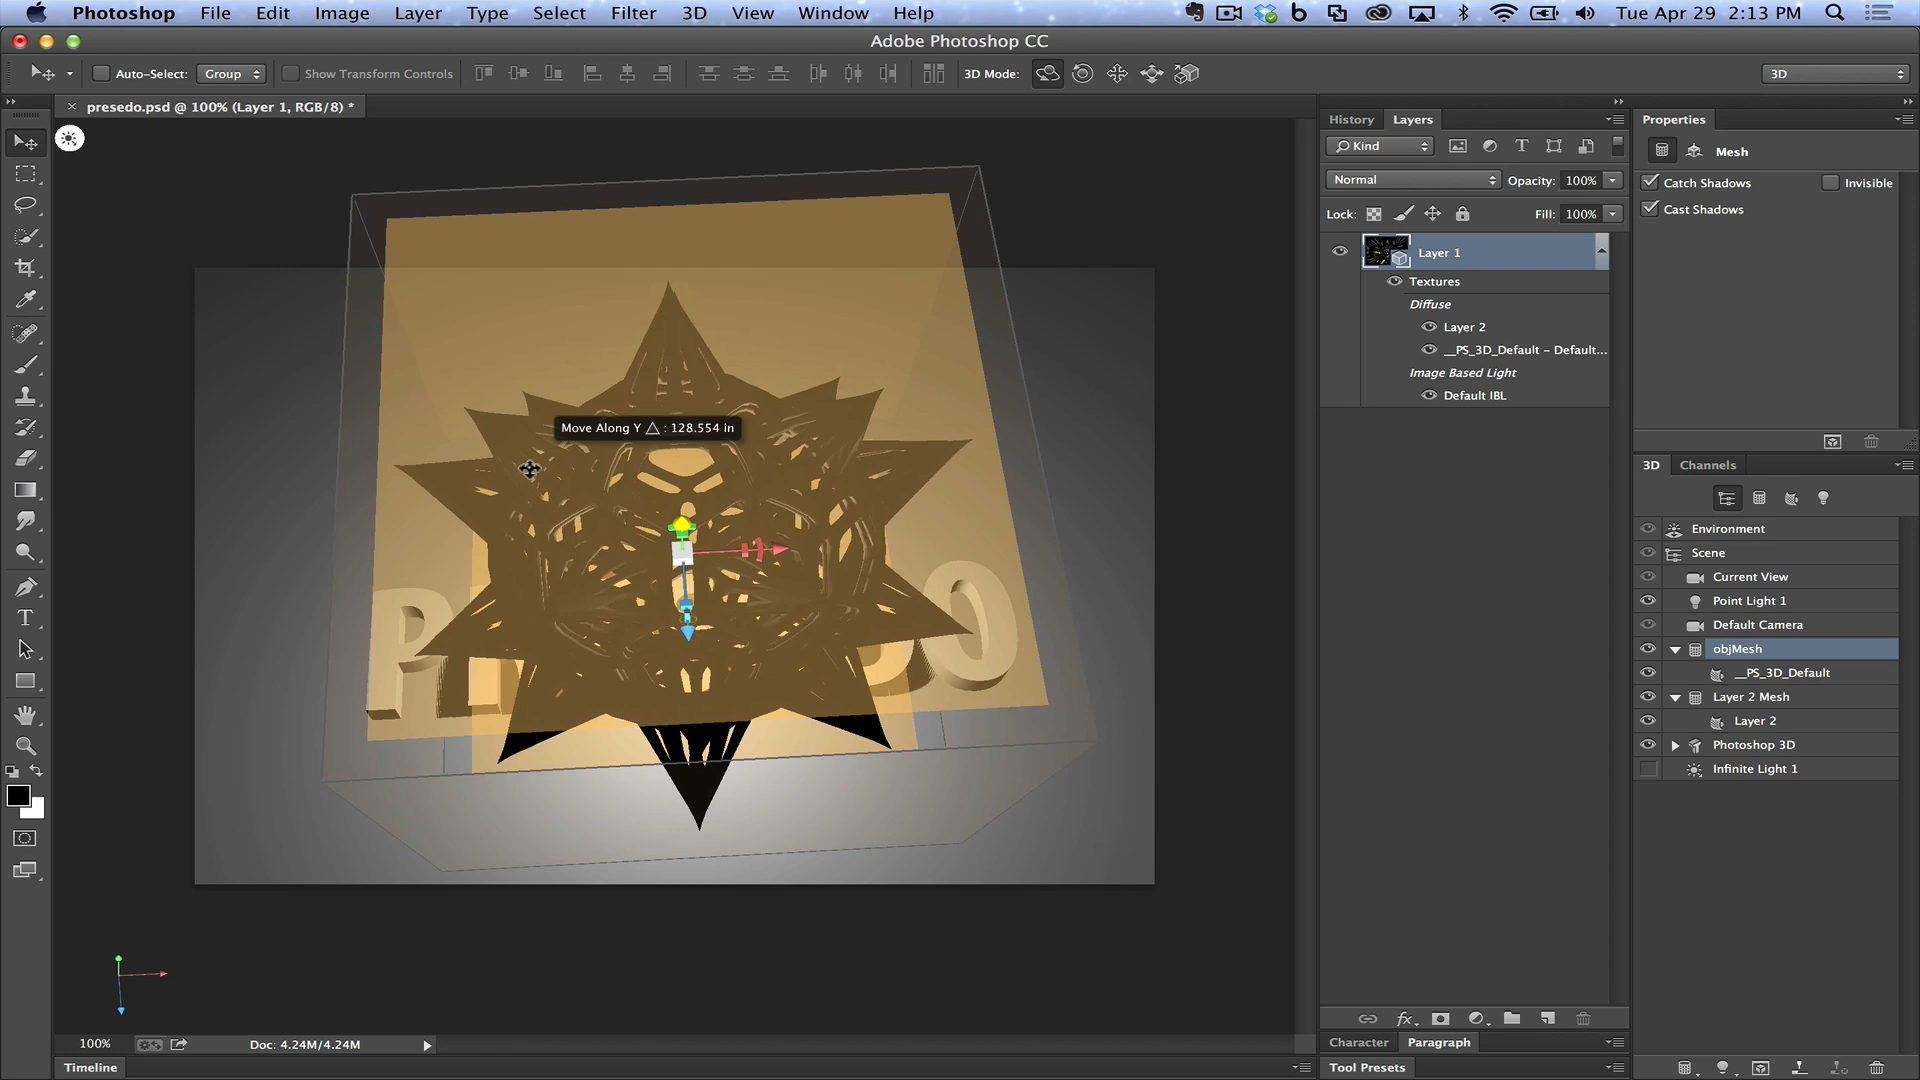 Photoshop File Edit Image Layer Type Select Filter 3D View Window Help Tue Apr 29 2:13 PM
Adobe Photoshop CC
Auto-Select: Group Show Transform Controls 3D Mode: 3D
presedo.psd @ 100% (Layer 1, RGB/8) *
History Layers
Kind
Normal Opacity: 100%
Lock: Fill: 100%
Layer 1
Textures
Diffuse
Layer 2
__PS_3D_Default - Default...
Image Based Light
Default IBL
Properties
Mesh
Catch Shadows Invisible
Cast Shadows
Move Along Y △ : 128.554 in
3D Channels
Environment
Scene
Current View
Point Light 1
Default Camera
objMesh
__PS_3D_Default
Layer 2 Mesh
Layer 2
Photoshop 3D
Infinite Light 1
100% Doc: 4.24M/4.24M
Timeline
Character Paragraph
Tool Presets